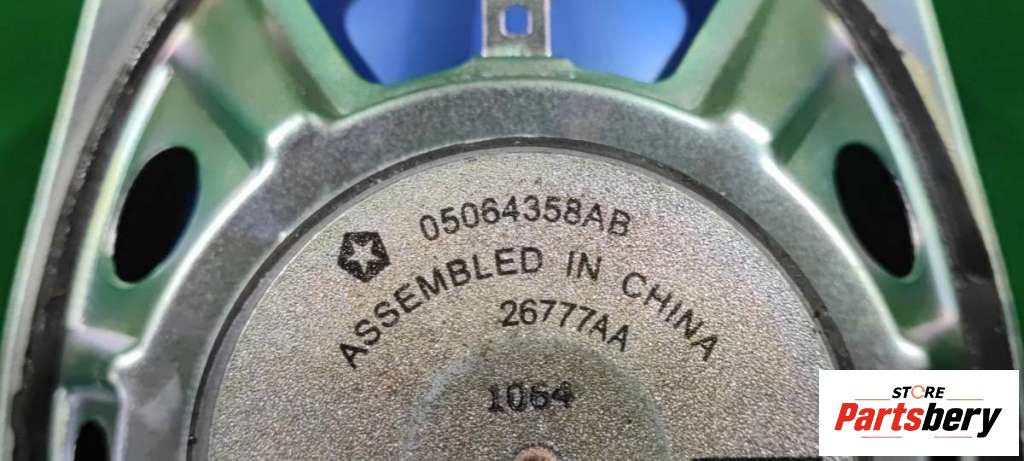 05064358AB
ASSEMBLED IN CHINA
26777AA
1064
STORE
Partsbery